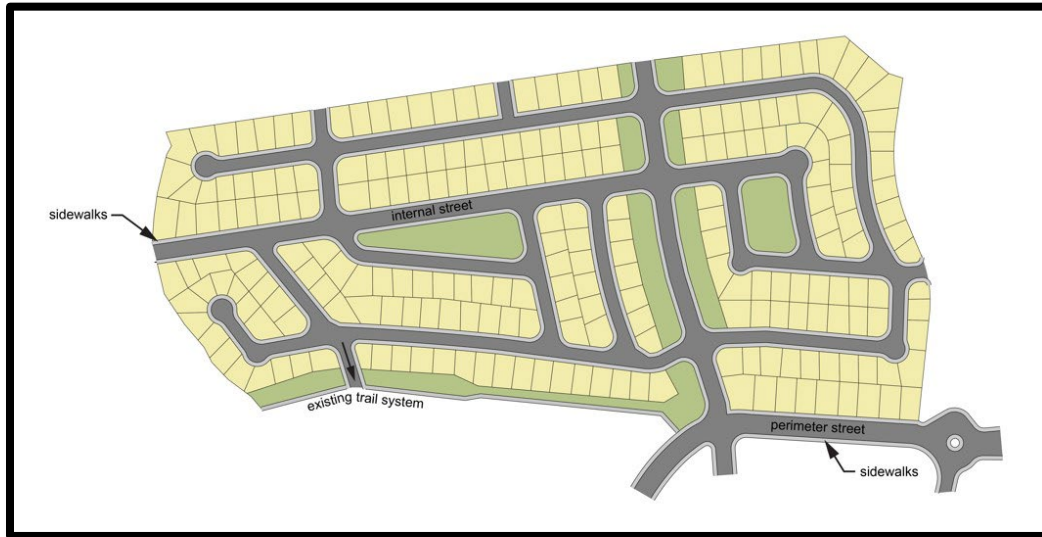 sidewalks
internal street
existing trail system
perimeter street
sidewalks